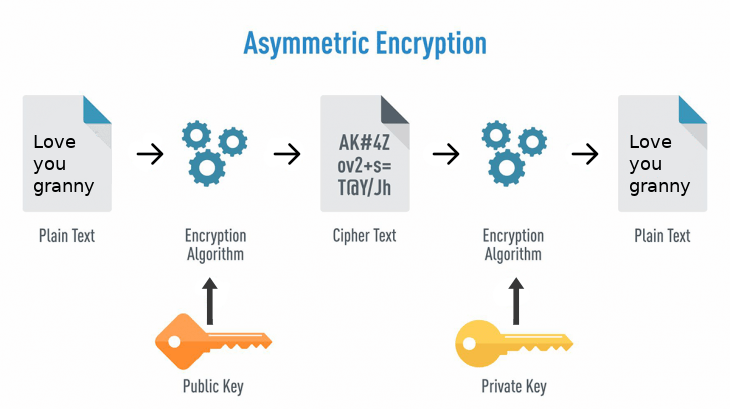 Asymmetric Encryption
Love
you
granny
AK#4Z
ov2+s=
T@Y/Jh
Love
you
granny
Plain Text
Encryption
Algorithm
Cipher Text
Encryption
Algorithm
Plain Text
Public Key
Private Key